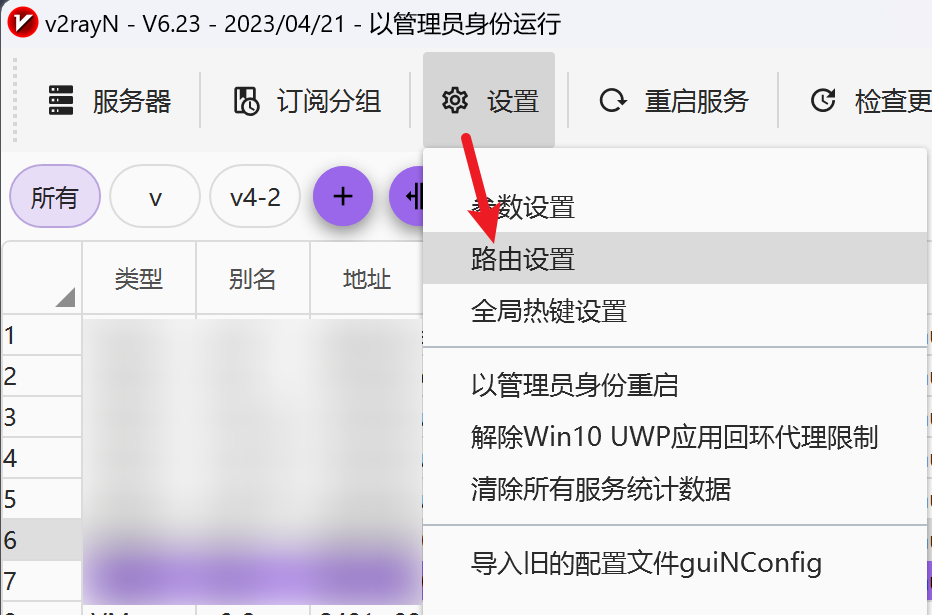 v2rayN - V6.23 - 2023/04/21 - 以管理员身份运行
服务器 订阅分组 设置 重启服务 检查更
所有 v v4-2 +
参数设置
路由设置
类型 别名 地址
全局热键设置
1
以管理员身份重启
2
3
解除Win10 UWP应用回环代理限制
4
清除所有服务统计数据
5
6
导入旧的配置文件guiNConfig
7